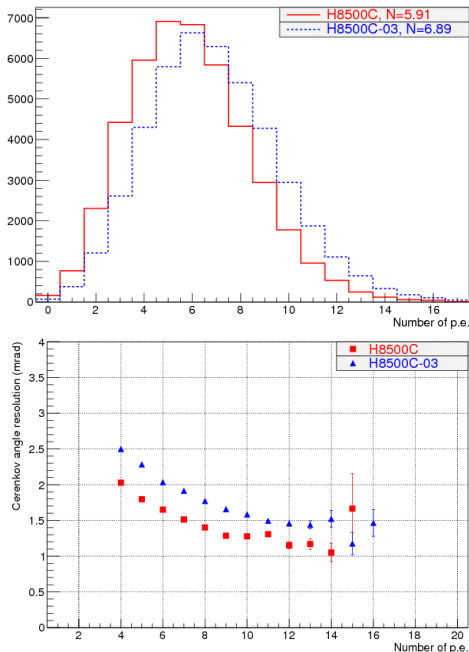 H8500C, N=5.91
H8500C-03, N=6.89
7000
6000
5000
4000
3000
2000
1000
0
0 2 4 6 8 10 12 14 16
Number of p.e.
Cerenkov angle resolution (mrad)
H8500C
H8500C-03
4
3.5
3
2.5
2
1.5
1
0.5
0
2 4 6 8 10 12 14 16 18 20
Number of p.e.